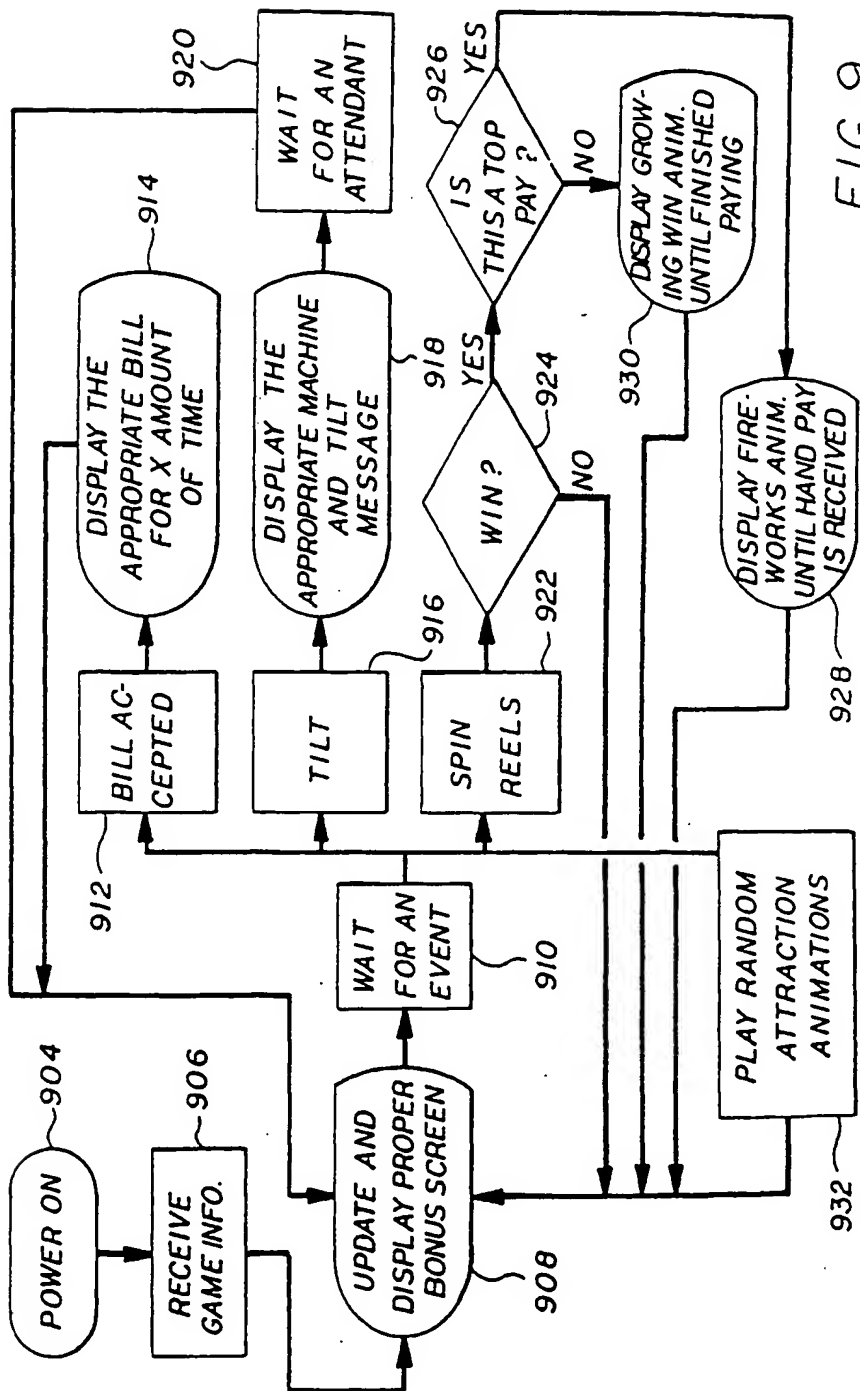 904
POWER ON
906
RECEIVE
GAME INFO.
UPDATE AND
DISPLAY PROPER
BONUS SCREEN
908
WAIT
FOR AN
EVENT
910
912
BILL AC-
CEPTED
DISPLAY THE
APPROPRIATE BILL
FOR X AMOUNT
OF TIME
914
TILT
916
DISPLAY THE
APPROPRIATE MACHINE
AND TILT
MESSAGE
918
WAIT
FOR AN
ATTENDANT
920
SPIN
REELS
922
WIN?
924
YES
NO
IS
THIS A TOP
PAY ?
926
YES
NO
DISPLAY GROW-
ING WIN ANIM.
UNTIL FINISHED
PAYING
930
DISPLAY FIRE-
WORKS ANIM.
UNTIL HAND PAY
IS RECEIVED
928
PLAY RANDOM
ATTRACTION
ANIMATIONS
932
FIG 9